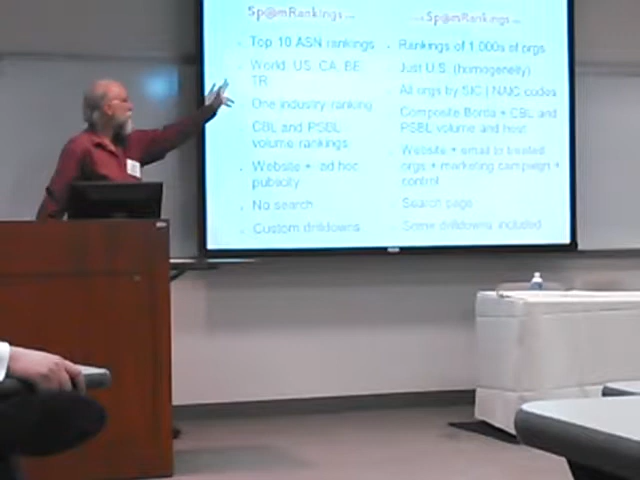 Sp@mRankings
Top 10 ASN rankings
World, US, CA, BE,
TR
One industry ranking
CBL and PSBL
volume rankings
Website + ad hoc
publicity
No search
Custom drilldowns
Sp@mRankings
Rankings of 1,000s of orgs
Just U.S. (homogeneity)
All orgs by SIC | NAIC codes
Composite Borda + CBL and
PSBL volume and host
Website + email to treated
orgs + marketing campaign +
control
Search page
Some drilldowns included